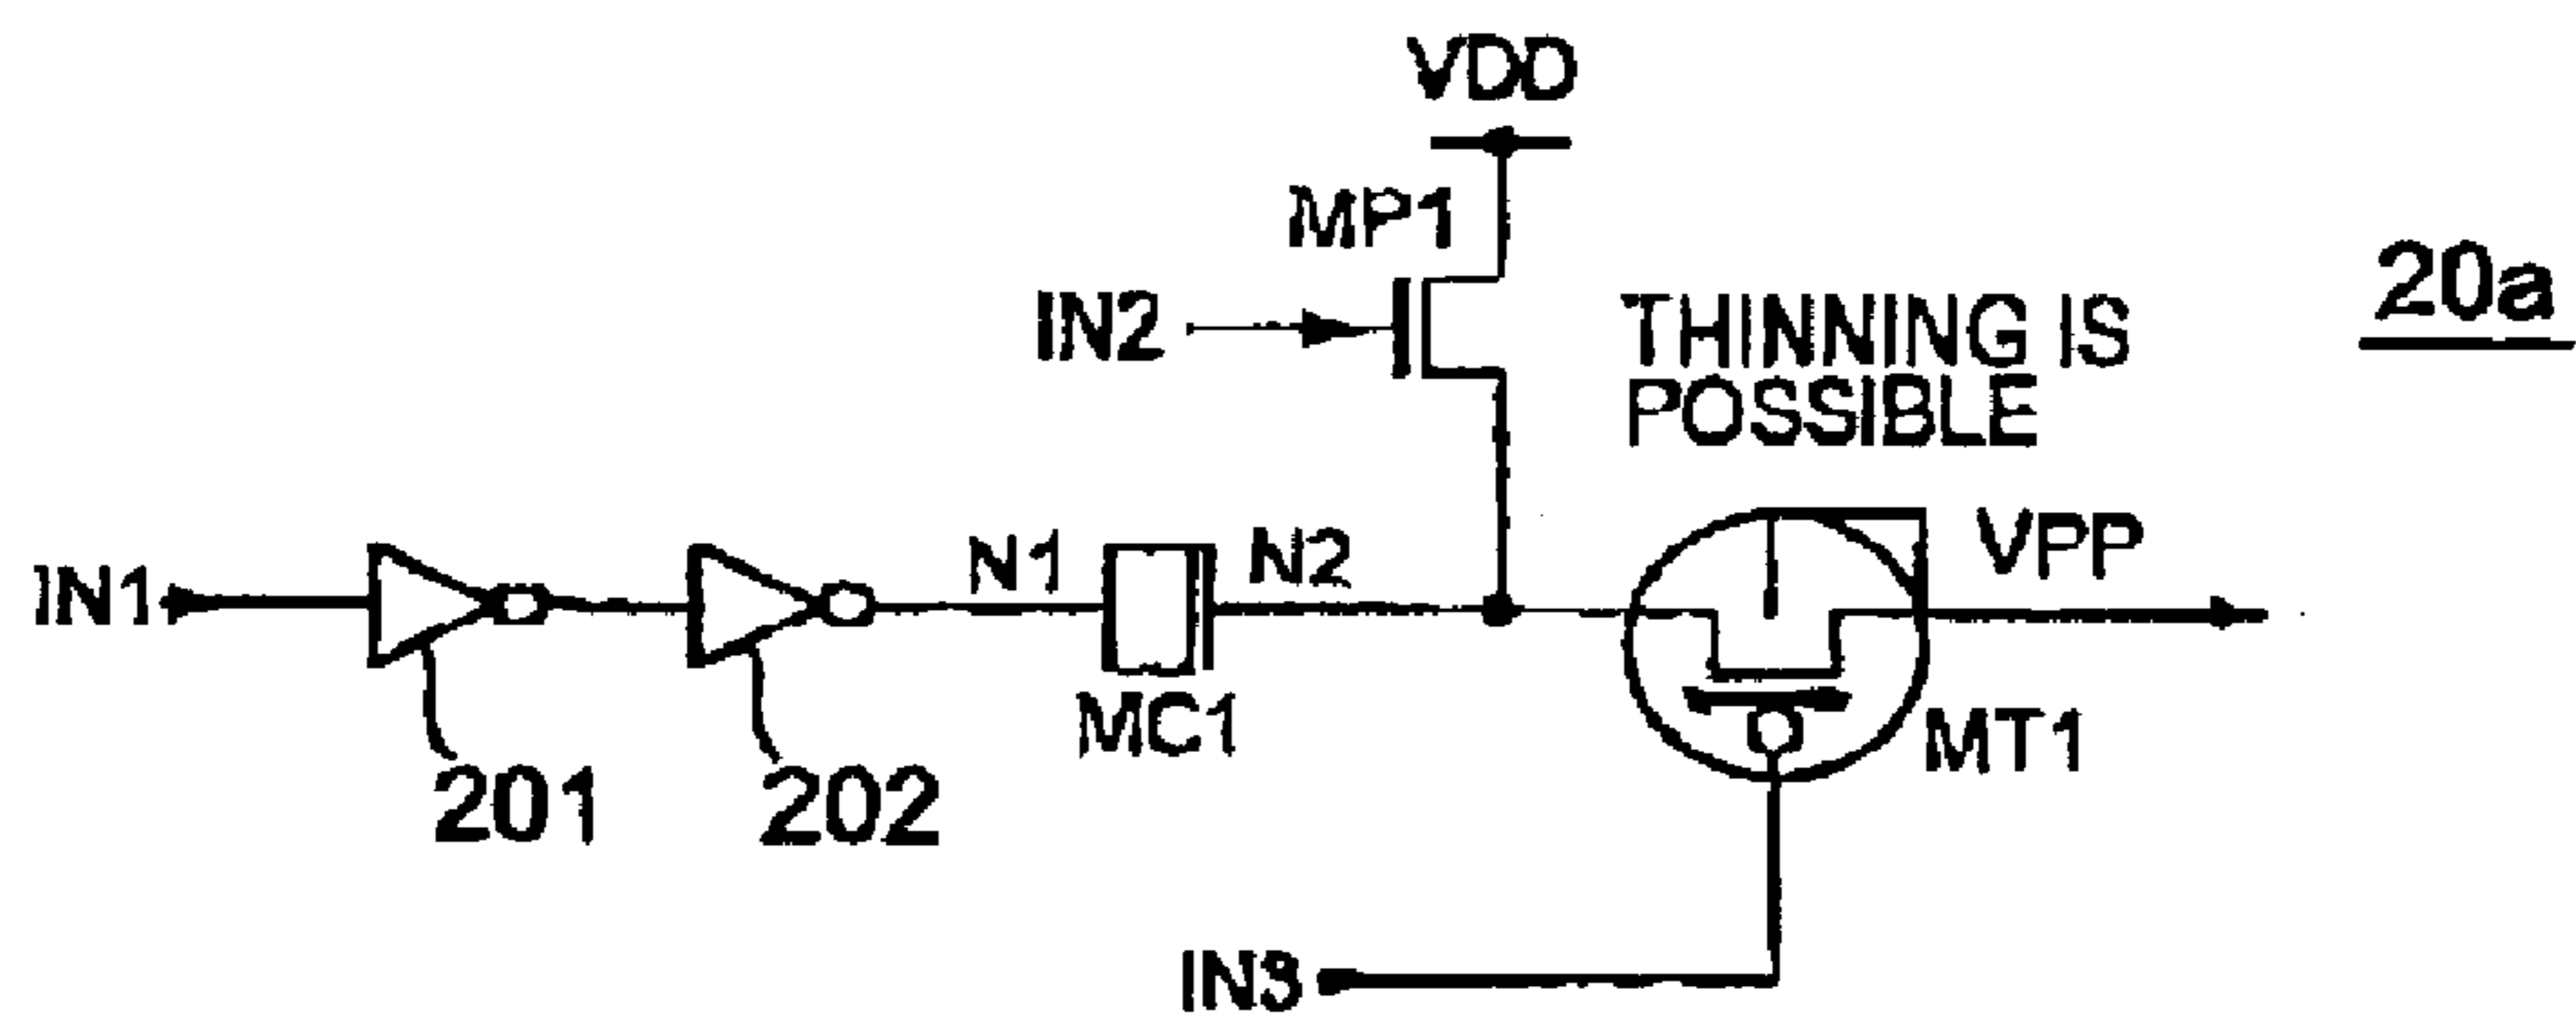 VDD
MP1
20a
IN2
THINNING IS
POSSIBLE
IN1
N1
N2
VPP
MC1
MT1
201
202
IN3